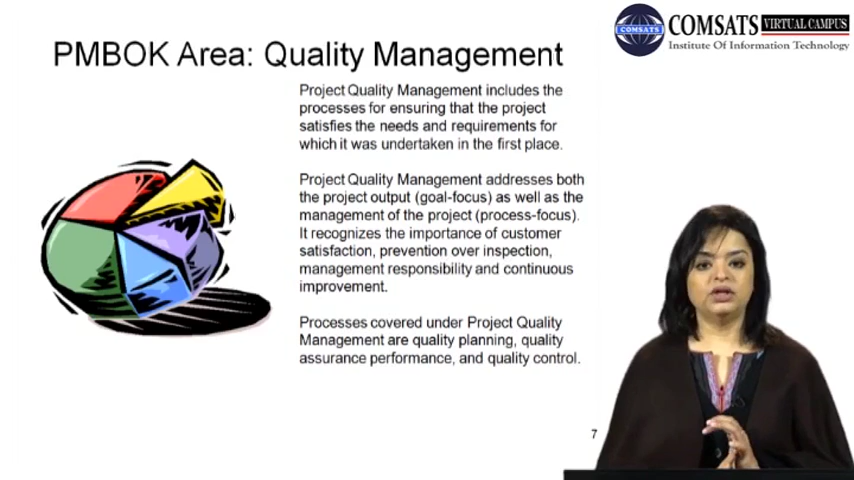 COMSATS VIRTUAL CAMPUS
COMSATS
Institute Of Information Technology
PMBOK Area: Quality Management
Project Quality Management includes the
processes for ensuring that the project
satisfies the needs and requirements for
which it was undertaken in the first place.
Project Quality Management addresses both
the project output (goal-focus) as well as the
management of the project (process-focus).
It recognizes the importance of customer
satisfaction, prevention over inspection,
management responsibility and continuous
improvement.
Processes covered under Project Quality
Management are quality planning, quality
assurance performance, and quality control.
7